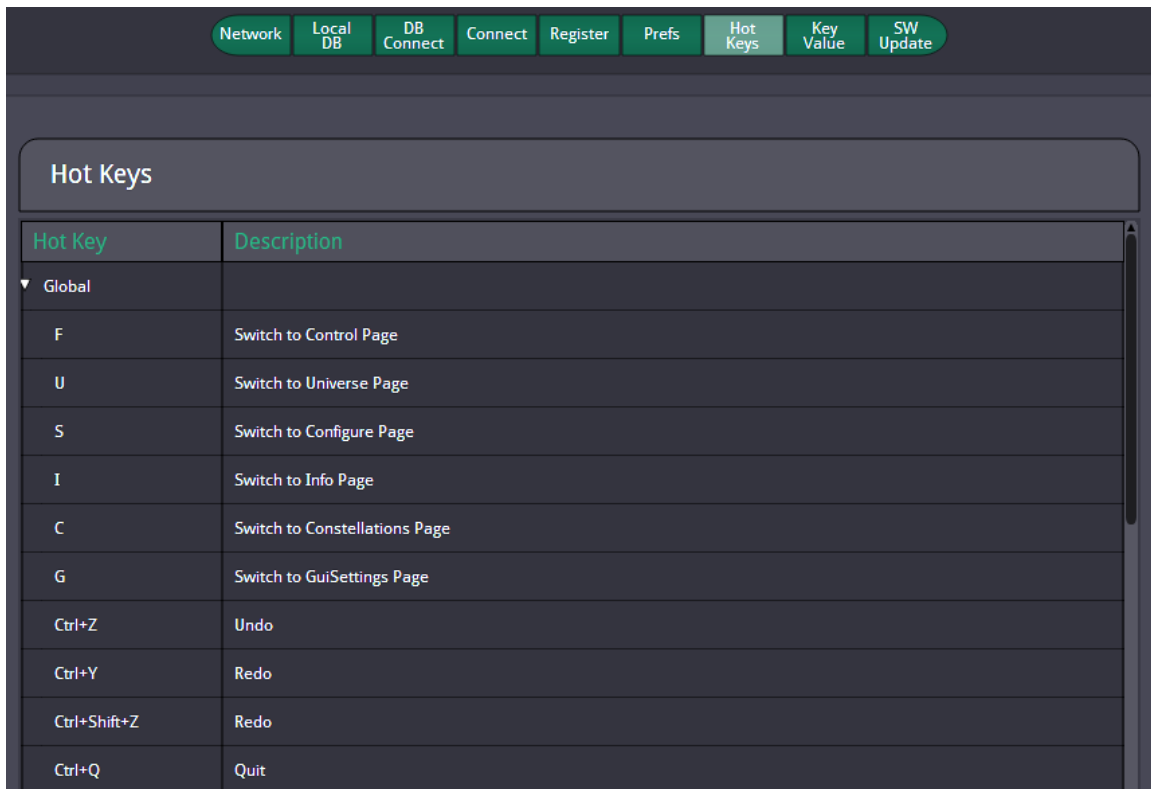 Network Local DB DB Connect Connect Register Prefs Hot Keys Key Value SW Update
Hot Keys
Hot Key Description
Global
F Switch to Control Page
U Switch to Universe Page
S Switch to Configure Page
I Switch to Info Page
C Switch to Constellations Page
G Switch to GuiSettings Page
Ctrl+Z Undo
Ctrl+Y Redo
Ctrl+Shift+Z Redo
Ctrl+Q Quit